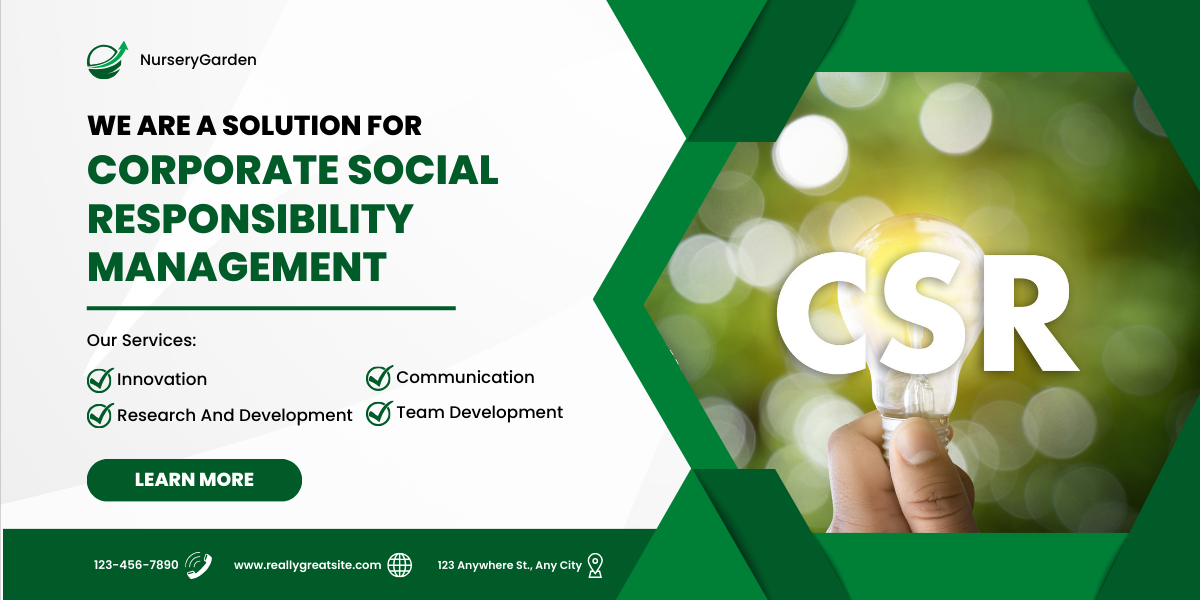 NurseryGarden
WE ARE A SOLUTION FOR
CORPORATE SOCIAL
RESPONSIBILITY
MANAGEMENT
Our Services:
Innovation
Communication
Research And Development
Team Development
LEARN MORE
CSR
123-456-7890
www.reallygreatsite.com
123 Anywhere St., Any City